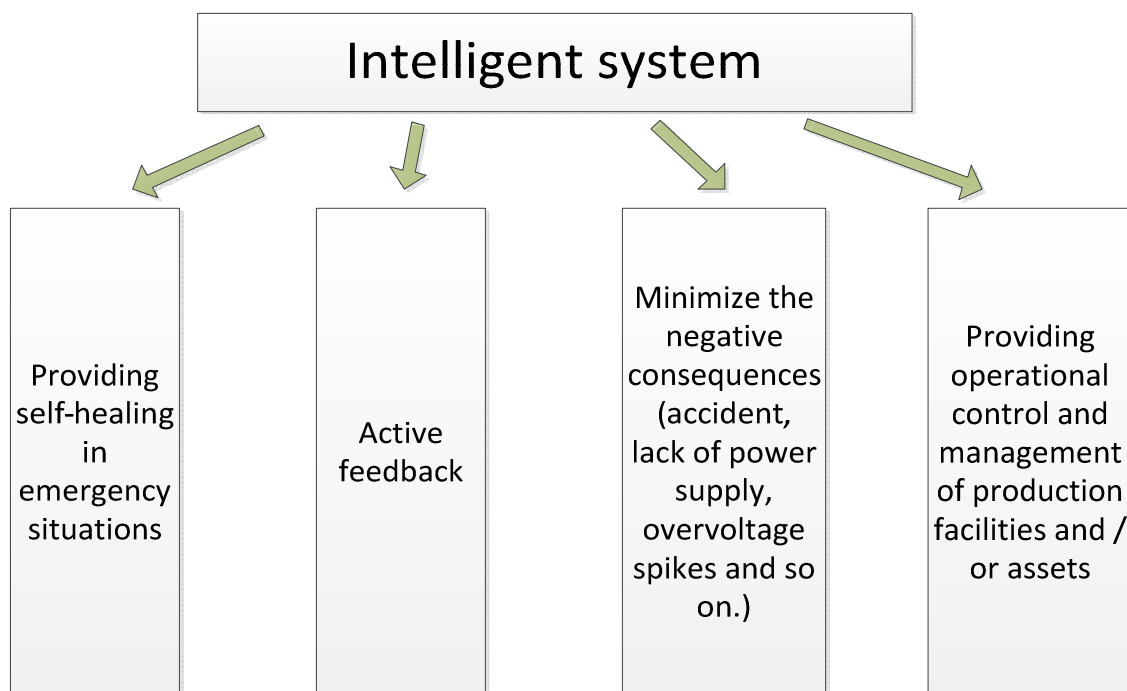 Intelligent system
Providing
self-healing
in
emergency
situations
Active
feedback
Minimize the
negative
consequences
(accident,
lack of power
supply,
overvoltage
spikes and so
on.)
Providing
operational
control and
management
of production
facilities and /
or assets